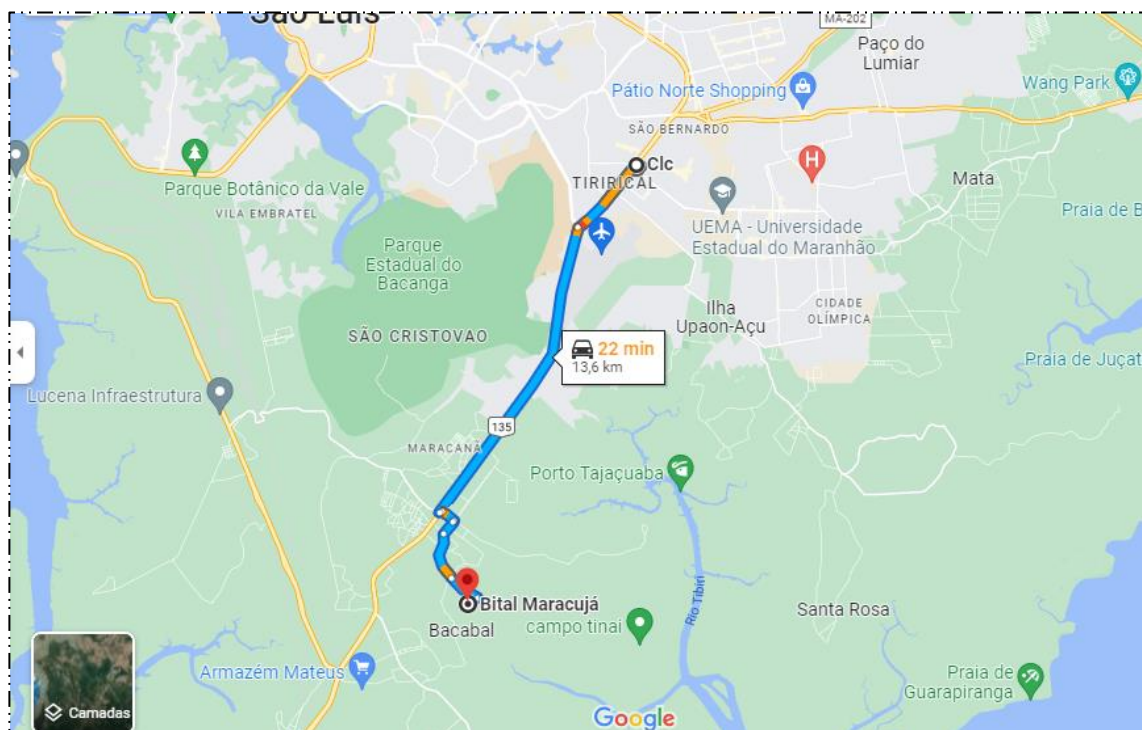 São Luís
MA-202
Paço do
Lumiar
Wang Park
Pátio Norte Shopping
SÃO BERNARDO
Clc
TIRIRICAL
Mata
Parque Botânico da Vale
VILA EMBRATEL
UEMA - Universidade
Estadual do Maranhão
Praia de B
Parque
Estadual do
Bacanga
Ilha
Upaon-Açu
CIDADE
OLÍMPICA
SÃO CRISTOVAO
22 min
13,6 km
Praia de Juçat
Lucena Infraestrutura
135
MARACANÃ
Porto Tajaçuaba
Rio Tibiri
Bital Maracujá
Bacabal
campo tinai
Santa Rosa
Armazém Mateus
Praia de
Guarapiranga
Camadas
Google